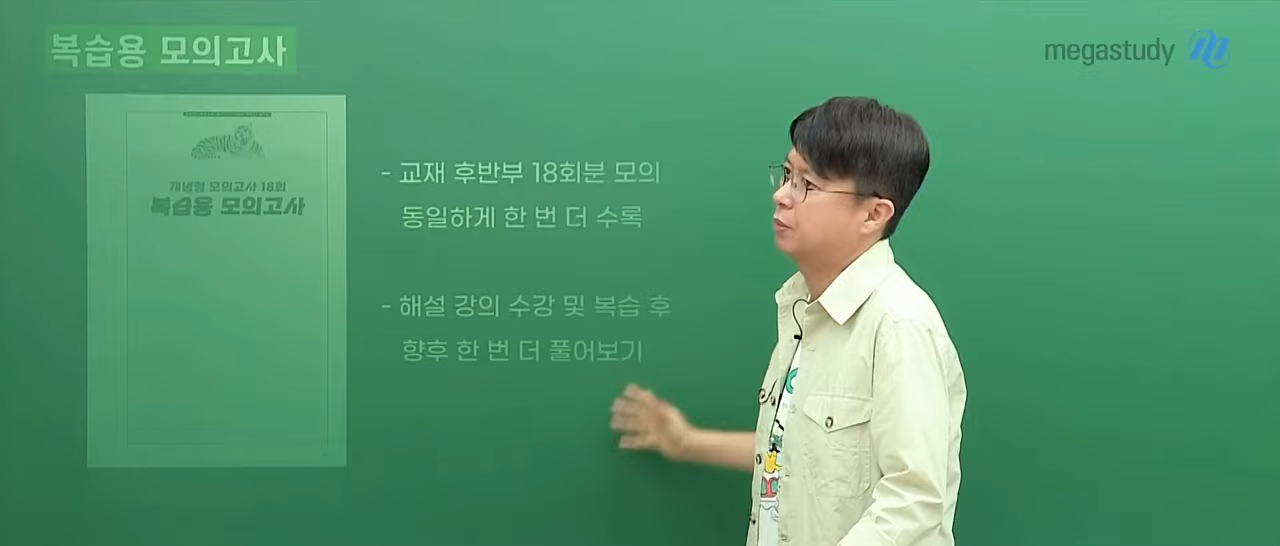 복습용 모의고사
megastudy
개념형 모의고사 18회
복습용 모의고사
- 교재 후반부 18회분 모의
동일하게 한 번 더 수록
- 해설 강의 수강 및 복습 후
향후 한 번 더 풀어보기